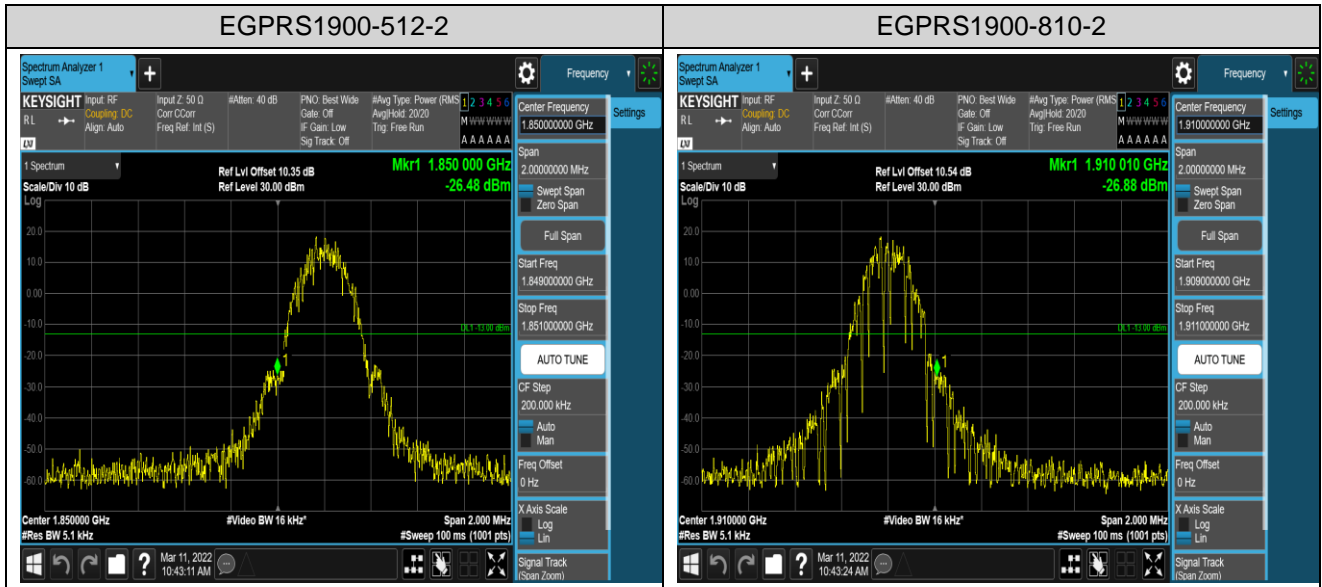 EGPRS1900-512-2
Spectrum Analyzer 1
Swept SA
+
Frequency
KEYSIGHT
RL
LXI
Input: RF
Coupling: DC
Align: Auto
Input Z: 50 Ω
Corr CCorr
Freq Ref: Int (S)
#Atten: 40 dB
PNO: Best Wide
Gate: Off
IF Gain: Low
Sig Track: Off
#Avg Type: Power (RMS
Avg|Hold: 20/20
Trig: Free Run
1 2 3 4 5 6
M W W W W W
A A A A A A
1 Spectrum
Scale/Div 10 dB
Log
Ref Lvl Offset 10.35 dB
Ref Level 30.00 dBm
Mkr1 1.850 000 GHz
-26.48 dBm
20.0
10.0
0.00
-10.0
-20.0
-30.0
-40.0
-50.0
-60.0
DL1 -13.00 dBm
1
Center 1.850000 GHz
#Res BW 5.1 kHz
#Video BW 16 kHz*
Span 2.000 MHz
#Sweep 100 ms (1001 pts)
Center Frequency
1.850000000 GHz
Settings
Span
2.00000000 MHz
Swept Span
Zero Span
Full Span
Start Freq
1.849000000 GHz
Stop Freq
1.851000000 GHz
AUTO TUNE
CF Step
200.000 kHz
Auto
Man
Freq Offset
0 Hz
X Axis Scale
Log
Lin
Signal Track
(Span Zoom)
?
Mar 11, 2022
10:43:11 AM
EGPRS1900-810-2
Spectrum Analyzer 1
Swept SA
+
Frequency
KEYSIGHT
RL
LXI
Input: RF
Coupling: DC
Align: Auto
Input Z: 50 Ω
Corr CCorr
Freq Ref: Int (S)
#Atten: 40 dB
PNO: Best Wide
Gate: Off
IF Gain: Low
Sig Track: Off
#Avg Type: Power (RMS
Avg|Hold: 20/20
Trig: Free Run
1 2 3 4 5 6
M W W W W W
A A A A A A
1 Spectrum
Scale/Div 10 dB
Log
Ref Lvl Offset 10.54 dB
Ref Level 30.00 dBm
Mkr1 1.910 010 GHz
-26.88 dBm
20.0
10.0
0.00
-10.0
-20.0
-30.0
-40.0
-50.0
-60.0
DL1 -13.00 dBm
1
Center 1.910000 GHz
#Res BW 5.1 kHz
#Video BW 16 kHz*
Span 2.000 MHz
#Sweep 100 ms (1001 pts)
Center Frequency
1.910000000 GHz
Settings
Span
2.00000000 MHz
Swept Span
Zero Span
Full Span
Start Freq
1.909000000 GHz
Stop Freq
1.911000000 GHz
AUTO TUNE
CF Step
200.000 kHz
Auto
Man
Freq Offset
0 Hz
X Axis Scale
Log
Lin
Signal Track
(Span Zoom)
?
Mar 11, 2022
10:43:24 AM